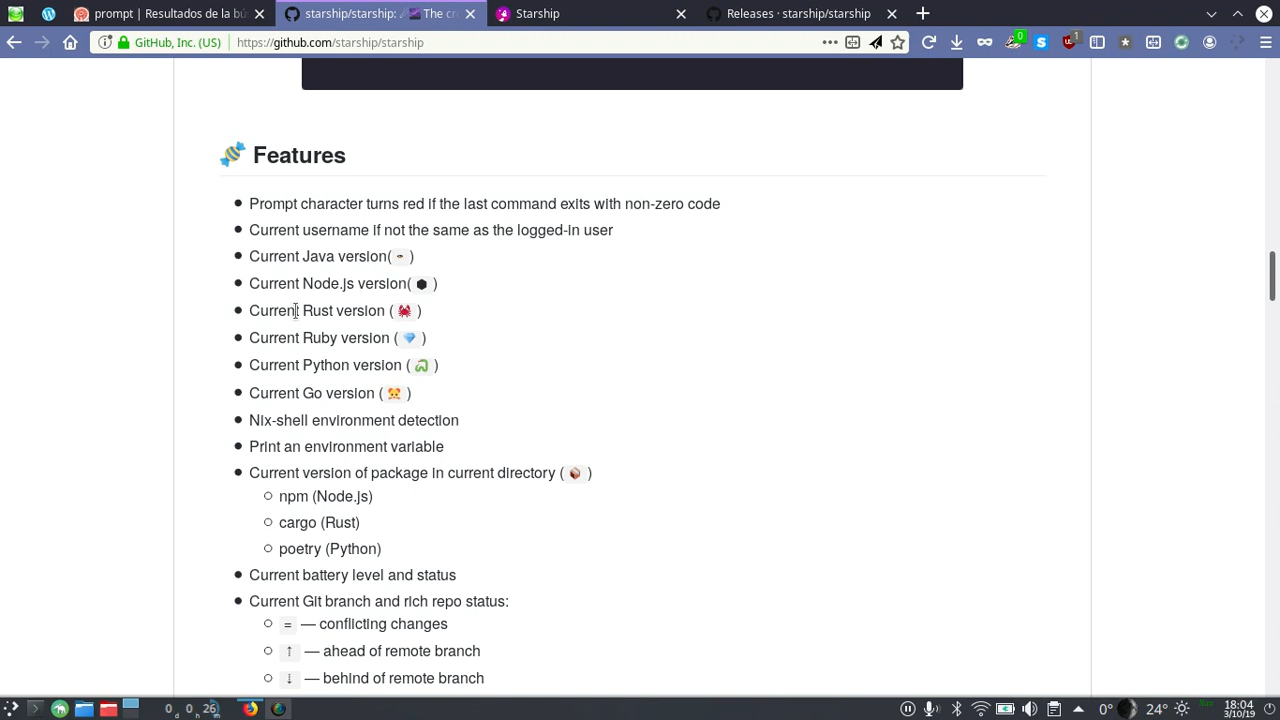 prompt | Resultados de la bú
starship/starship: ☄🌌️ The cr
Starship
Releases · starship/starship
GitHub, Inc. (US)
https://github.com/starship/starship
0
1
Features
Prompt character turns red if the last command exits with non-zero code
Current username if not the same as the logged-in user
Current Java version( )
Current Node.js version(⬢ )
Current Rust version (🦀 )
Current Ruby version (💎 )
Current Python version (🐍 )
Current Go version (🐹 )
Nix-shell environment detection
Print an environment variable
Current version of package in current directory (📦 )
npm (Node.js)
cargo (Rust)
poetry (Python)
Current battery level and status
Current Git branch and rich repo status:
= — conflicting changes
⇡ — ahead of remote branch
⇣ — behind of remote branch
0 0 26
0° 24° 18:04
3/10/19